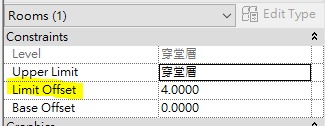 Rooms (1) Edit Type
Constraints
Level 穿堂層
Upper Limit 穿堂層
Limit Offset 4.0000
Base Offset 0.0000
Graphics